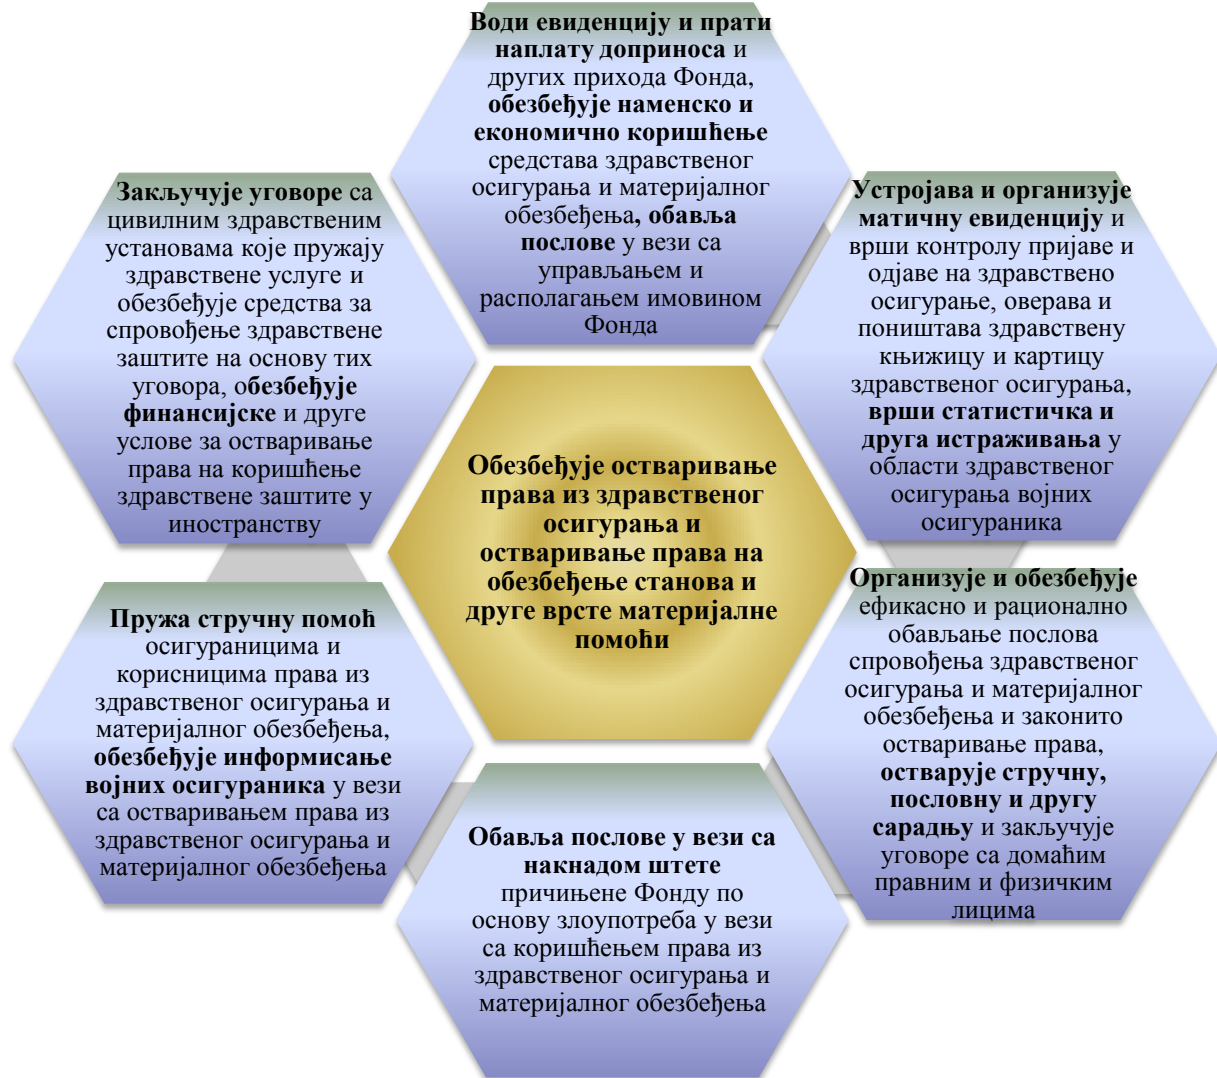 Води евиденцију и прати
наплату доприноса и
других прихода Фонда,
обезбеђује наменско и
економично коришћење
средстава здравственог
осигурања и материјалног
обезбеђења, обавља
послове у вези са
управљањем и
располагањем имовином
Фонда
Устројава и организује
матичну евиденцију и
врши контролу пријаве и
одјаве на здравствено
осигурање, оверава и
поништава здравствену
књижицу и картицу
здравственог осигурања,
врши статистичка и
друга истраживања у
области здравственог
осигурања војних
осигураника
Организује и обезбеђује
ефикасно и рационално
обављање послова
спровођења здравственог
осигурања и материјалног
обезбеђења и законито
остваривање права,
остварује стручну,
пословну и другу
сарадњу и закључује
уговоре са домаћим
правним и физичким
лицима
Обавља послове у вези са
накнадом штете
причињене Фонду по
основу злоупотреба у вези
са коришћењем права из
здравственог осигурања и
материјалног обезбеђења
Пружа стручну помоћ
осигураницима и
корисницима права из
здравственог осигурања и
материјалног обезбеђења,
обезбеђује информисање
војних осигураника у вези
са остваривањем права из
здравственог осигурања и
материјалног обезбеђења
Закључује уговоре са
цивилним здравственим
установама које пружају
здравствене услуге и
обезбеђује средства за
спровођење здравствене
заштите на основу тих
уговора, обезбеђује
финансијске и друге
услове за остваривање
права на коришћење
здравствене заштите у
иностранству
Обезбеђује остваривање
права из здравственог
осигурања и
остваривање права на
обезбеђење станова и
друге врсте материјалне
помоћи